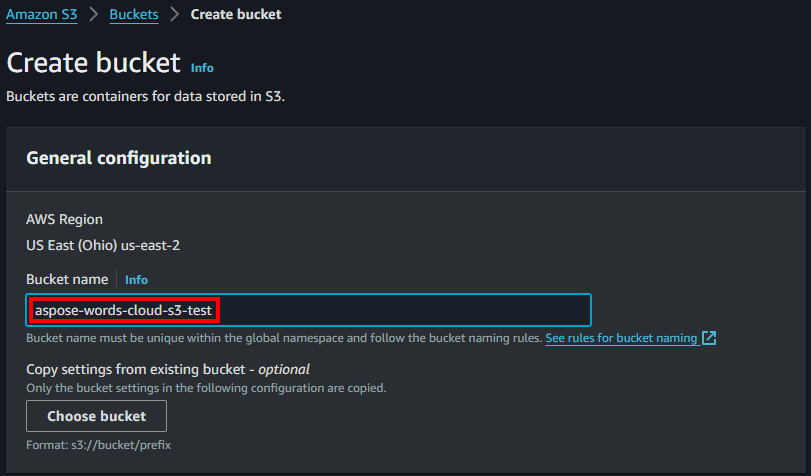 Amazon S3 > Buckets > Create bucket
Create bucket Info
Buckets are containers for data stored in S3.
General configuration
AWS Region
US East (Ohio) us-east-2
Bucket name Info
aspose-words-cloud-s3-test
Bucket name must be unique within the global namespace and follow the bucket naming rules. See rules for bucket naming
Copy settings from existing bucket - optional
Only the bucket settings in the following configuration are copied.
Choose bucket
Format: s3://bucket/prefix